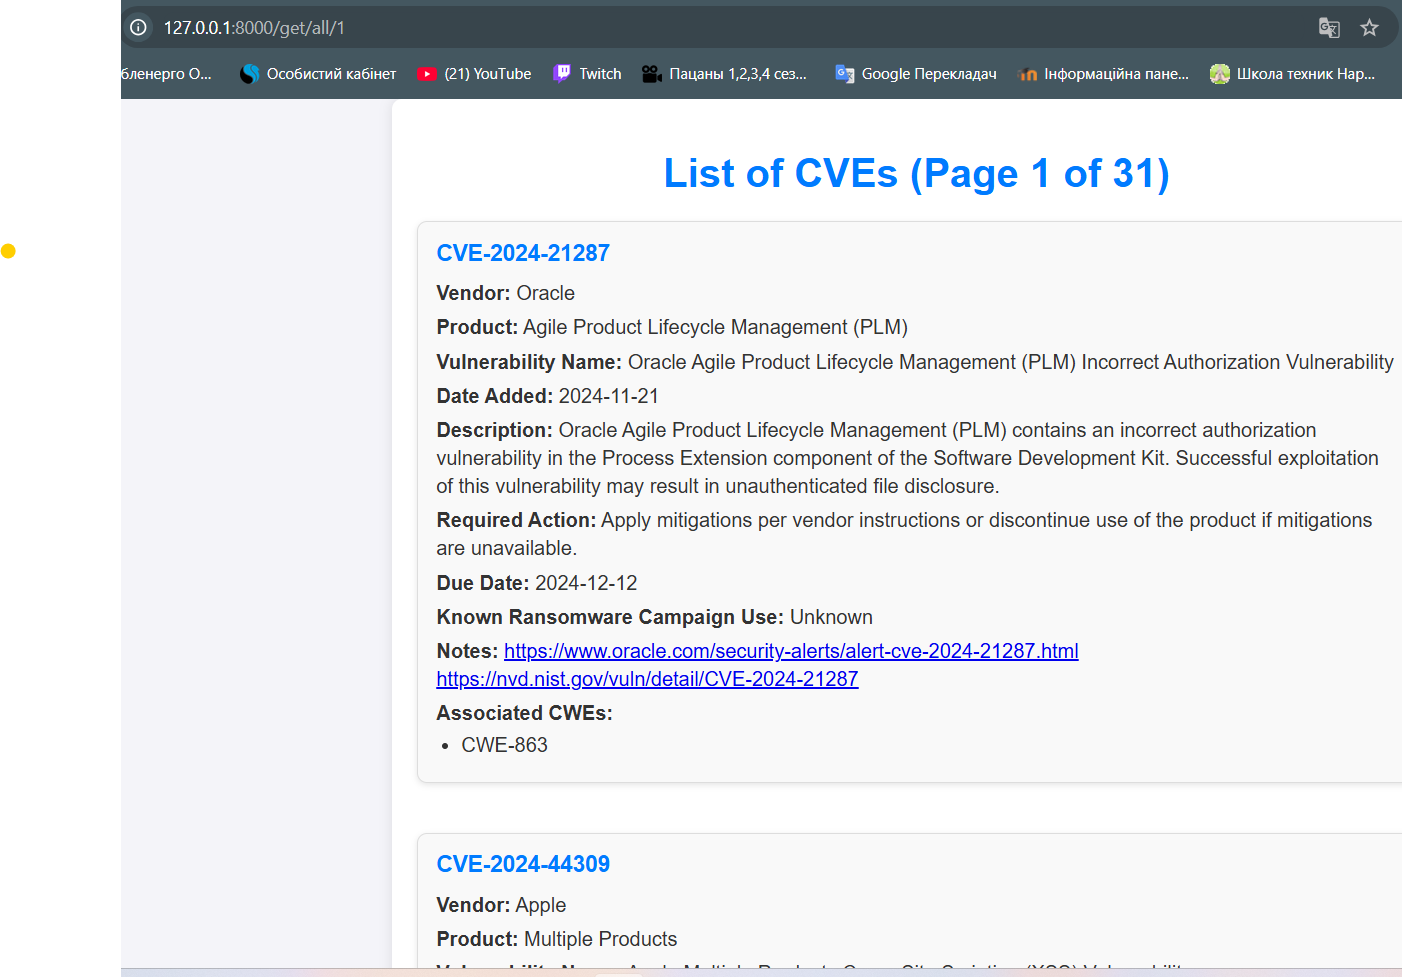 127.0.0.1:8000/get/all/1
бленерго О... Особистий кабінет (21) YouTube Twitch Пацаны 1,2,3,4 сез... Google Перекладач Інформаційна пане... Школа технік Нар...
List of CVEs (Page 1 of 31)
CVE-2024-21287
Vendor: Oracle
Product: Agile Product Lifecycle Management (PLM)
Vulnerability Name: Oracle Agile Product Lifecycle Management (PLM) Incorrect Authorization Vulnerability
Date Added: 2024-11-21
Description: Oracle Agile Product Lifecycle Management (PLM) contains an incorrect authorization
vulnerability in the Process Extension component of the Software Development Kit. Successful exploitation
of this vulnerability may result in unauthenticated file disclosure.
Required Action: Apply mitigations per vendor instructions or discontinue use of the product if mitigations
are unavailable.
Due Date: 2024-12-12
Known Ransomware Campaign Use: Unknown
Notes: https://www.oracle.com/security-alerts/alert-cve-2024-21287.html
https://nvd.nist.gov/vuln/detail/CVE-2024-21287
Associated CWEs:
• CWE-863
CVE-2024-44309
Vendor: Apple
Product: Multiple Products